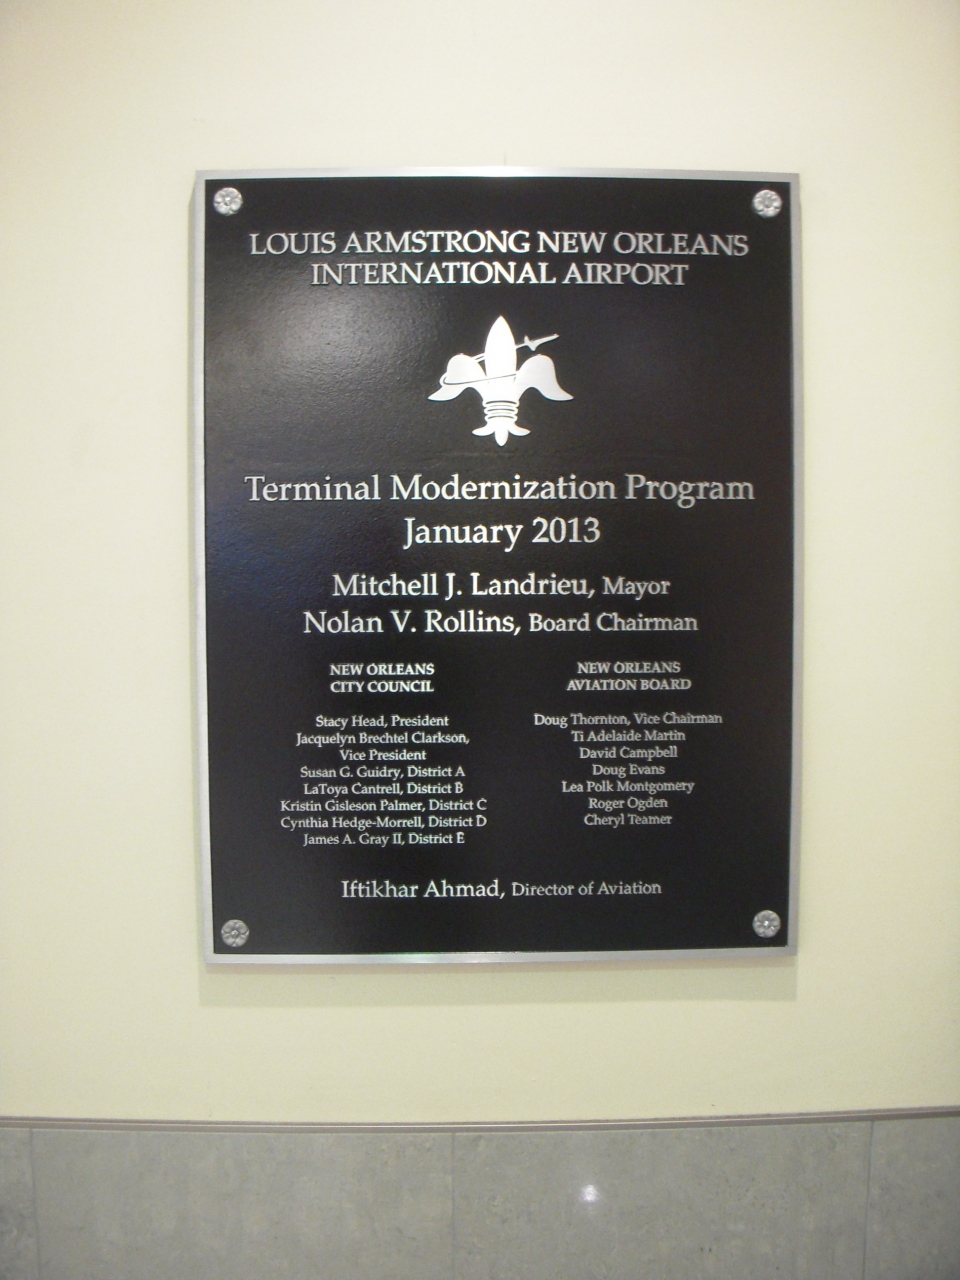 LOUIS ARMSTRONG NEW ORLEANS
INTERNATIONAL AIRPORT
Terminal Modernization Program
January 2013
Mitchell J. Landrieu, Mayor
Nolan V. Rollins, Board Chairman
NEW ORLEANS
CITY COUNCIL
Stacy Head, President
Jacquelyn Brechtel Clarkson,
Vice President
Susan G. Guidry, District A
LaToya Cantrell, District B
Kristin Gisleson Palmer, District C
Cynthia Hedge-Morrell, District D
James A. Gray II, District E
NEW ORLEANS
AVIATION BOARD
Doug Thornton, Vice Chairman
Ti Adelaide Martin
David Campbell
Doug Evans
Lea Polk Montgomery
Roger Ogden
Cheryl Teamer
Iftikhar Ahmad, Director of Aviation